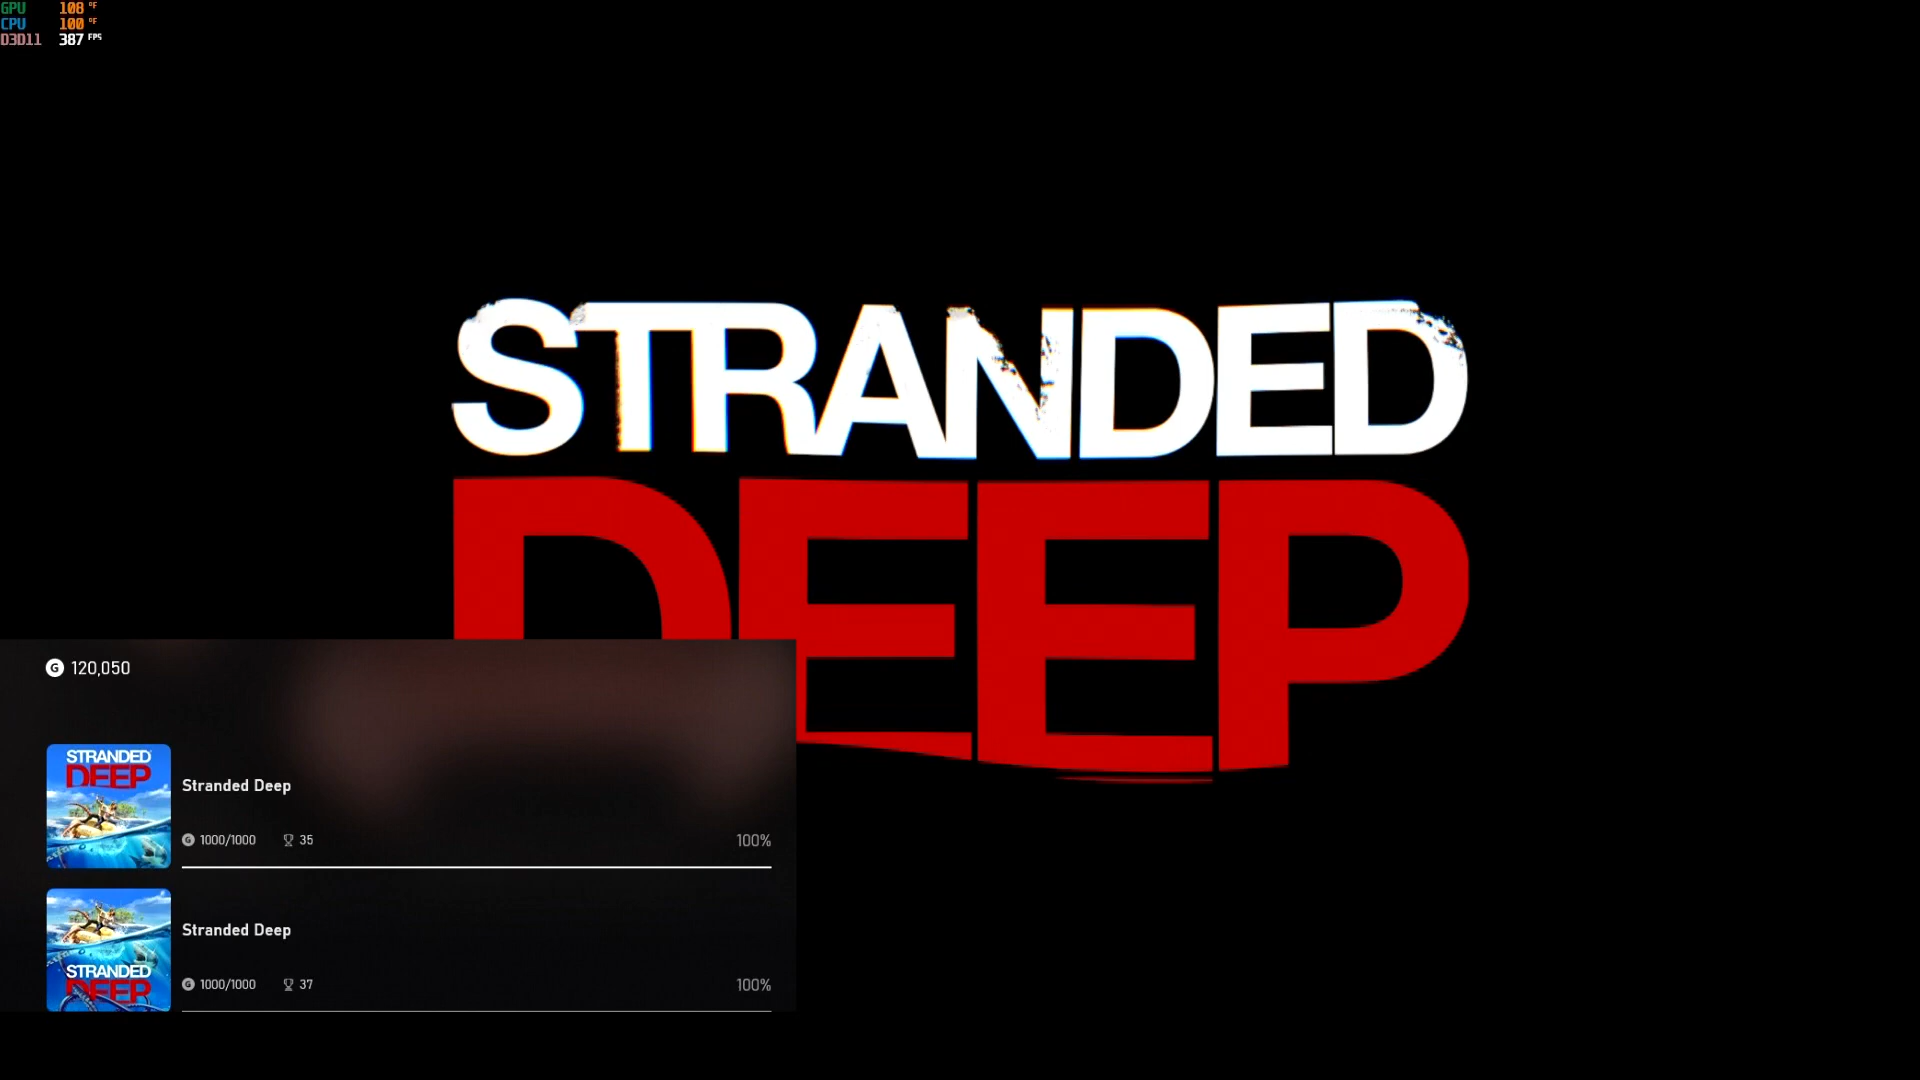 GPU 108 °F
CPU 100 °F
D3D11 387 FPS
STRANDED
DEEP
G 120,050
STRANDED
DEEP
Stranded Deep
G 1000/1000 35 100%
STRANDED
DEEP
Stranded Deep
G 1000/1000 37 100%